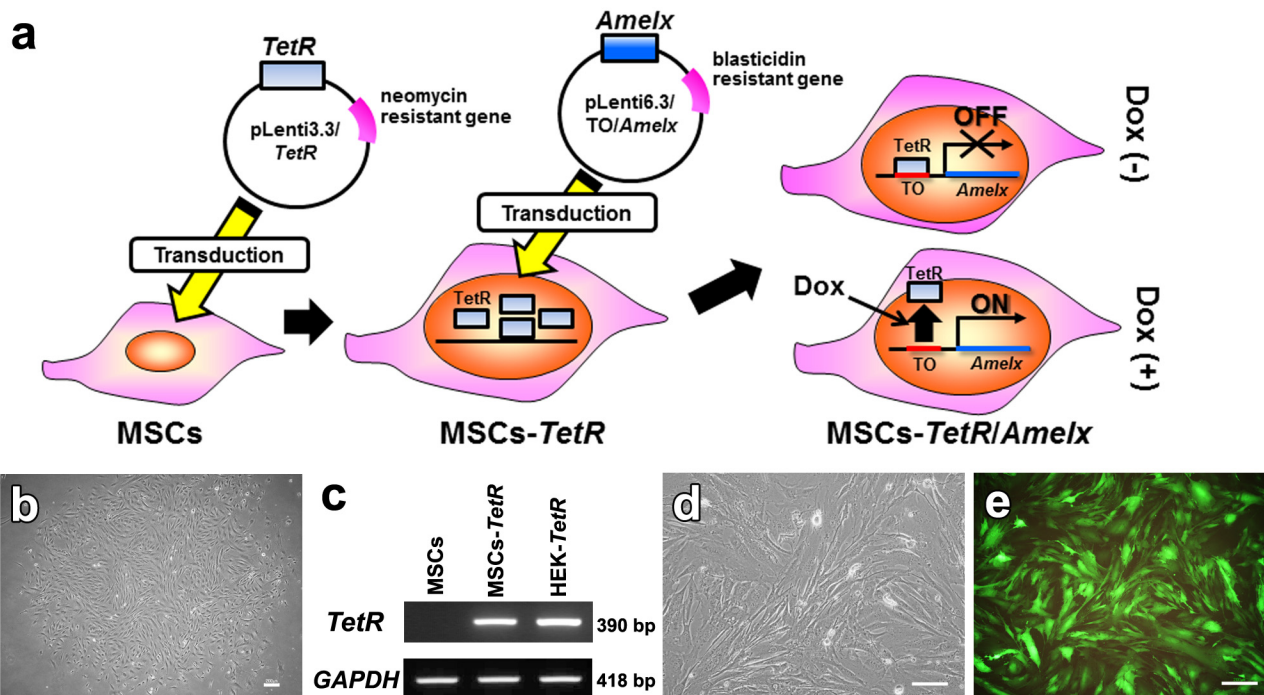 a
TetR
neomycin
resistant gene
pLenti3.3/
TetR
Transduction
MSCs
Amelx
blasticidin
resistant gene
pLenti6.3/
TO/Amelx
Transduction
TetR
MSCs-TetR
OFF
TetR
TO
Amelx
Dox (-)
Dox
TetR
ON
TO
Amelx
Dox (+)
MSCs-TetR/Amelx
b
c
MSCs
MSCs-TetR
HEK-TetR
TetR
390 bp
GAPDH
418 bp
d
e